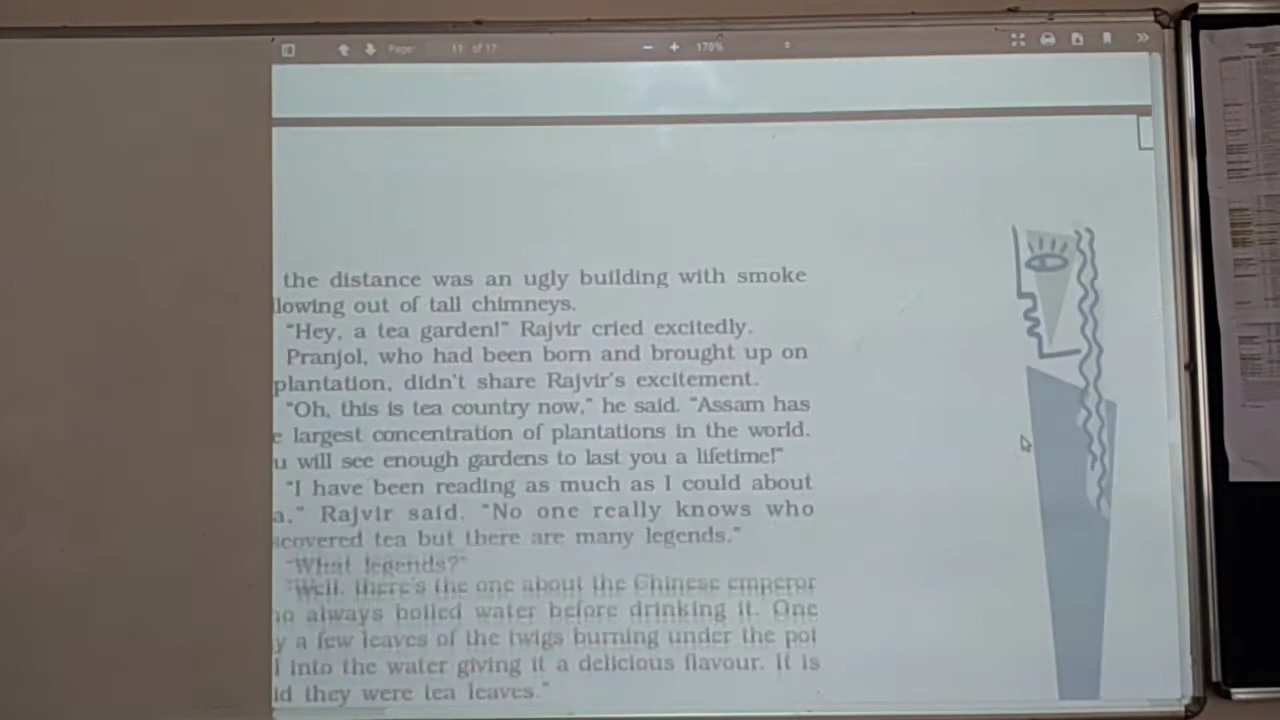 Page: 11 of 17 170%
the distance was an ugly building with smoke
lowing out of tall chimneys.
"Hey, a tea garden!" Rajvir cried excitedly.
Pranjol, who had been born and brought up on
plantation, didn't share Rajvir's excitement.
"Oh, this is tea country now," he said. "Assam has
e largest concentration of plantations in the world.
u will see enough gardens to last you a lifetime!"
"I have been reading as much as I could about
a," Rajvir said. "No one really knows who
covered tea but there are many legends."
"What legends?"
"Well, there's the one about the Chinese emperor
o always boiled water before drinking it. One
y a few leaves of the twigs burning under the pot
l into the water giving it a delicious flavour. It is
id they were tea leaves."